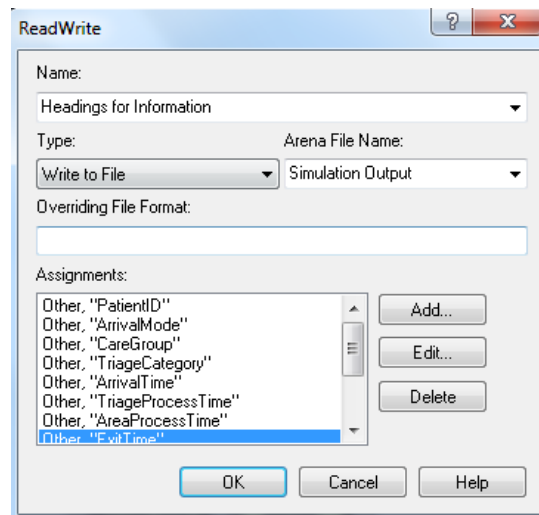 ReadWrite
?
Name:
Headings for Information
Type: Arena File Name:
Write to File Simulation Output
Overriding File Format:
Assignments:
Other, "PatientID"
Other, "ArrivalMode"
Other, "CareGroup"
Other, "TriageCategory"
Other, "ArrivalTime"
Other, "TriageProcessTime"
Other, "AreaProcessTime"
Other, "ExitTime"
Add...
Edit...
Delete
OK Cancel Help